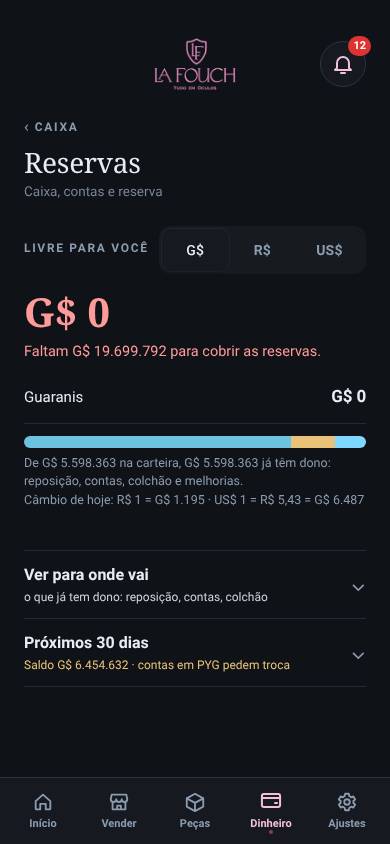 LF
LA FOUCH
TUDO EM ÓCULOS
12
‹ CAIXA
Reservas
Caixa, contas e reserva
LIVRE PARA VOCÊ
G$ R$ US$
G$ 0
Faltam G$ 19.699.792 para cobrir as reservas.
Guaranis G$ 0
De G$ 5.598.363 na carteira, G$ 5.598.363 já têm dono:
reposição, contas, colchão e melhorias.
Câmbio de hoje: R$ 1 = G$ 1.195 · US$ 1 = R$ 5,43 = G$ 6.487
Ver para onde vai
o que já tem dono: reposição, contas, colchão
Próximos 30 dias
Saldo G$ 6.454.632 · contas em PYG pedem troca
Início Vender Peças Dinheiro Ajustes